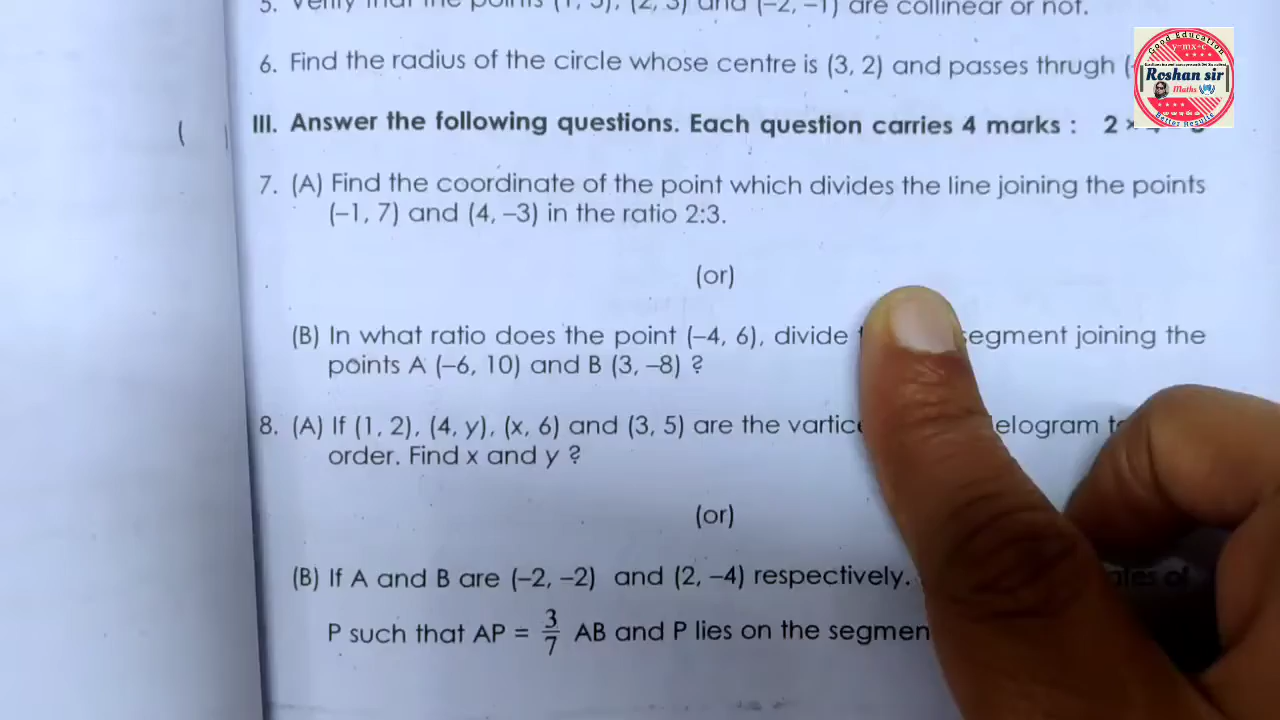 5. Verify that the points (1, 5), (2, 3) and (–2, –1) are collinear or not.
6. Find the radius of the circle whose centre is (3, 2) and passes thrugh
Good Education
y=mx+c
Roshan sir
Maths
Better Results
III. Answer the following questions. Each question carries 4 marks : 2 ×
7. (A) Find the coordinate of the point which divides the line joining the points
(–1, 7) and (4, –3) in the ratio 2:3.
(or)
(B) In what ratio does the point (–4, 6), divide segment joining the
points A (–6, 10) and B (3, –8) ?
8. (A) If (1, 2), (4, y), (x, 6) and (3, 5) are the
order. Find x and y ?
(or)
(B) If A and B are (–2, –2) and (2, –4) respectively. of
P such that AP = 3/7 AB and P lies on the